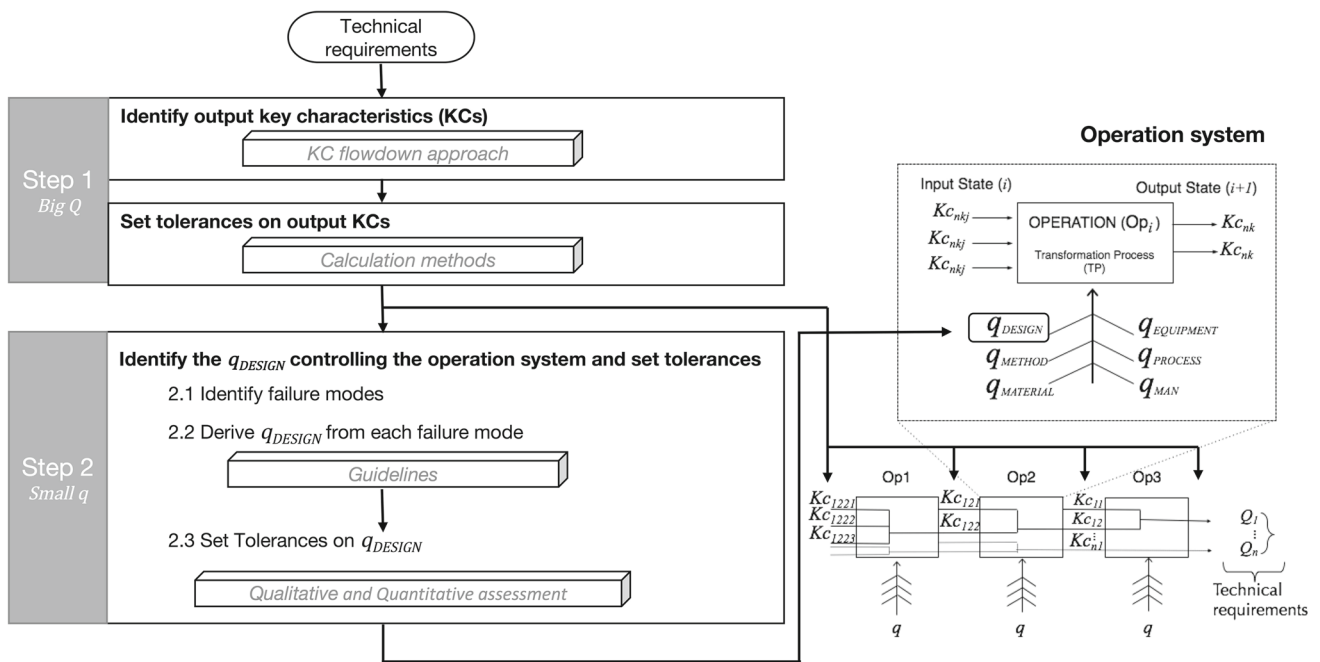 Technical
requirements
Step 1
Big Q
Identify output key characteristics (KCs)
KC flowdown approach
Set tolerances on output KCs
Calculation methods
Step 2
Small q
Identify the qDESIGN controlling the operation system and set tolerances
2.1 Identify failure modes
2.2 Derive qDESIGN from each failure mode
Guidelines
2.3 Set Tolerances on qDESIGN
Qualitative and Quantitative assessment
Operation system
Input State (i)
Output State (i+1)
Kcnkj
Kcnkj
Kcnkj
OPERATION (Opi)
Transformation Process
(TP)
Kcnk
Kcnk
qDESIGN
qEQUIPMENT
qMETHOD
qPROCESS
qMATERIAL
qMAN
Op1
Op2
Op3
Kc1221
Kc1222
Kc1223
Kc121
Kc122
Kc11
Kc12
⋮
Kcn1
Q1
⋮
Qn
Technical
requirements
q
q
q